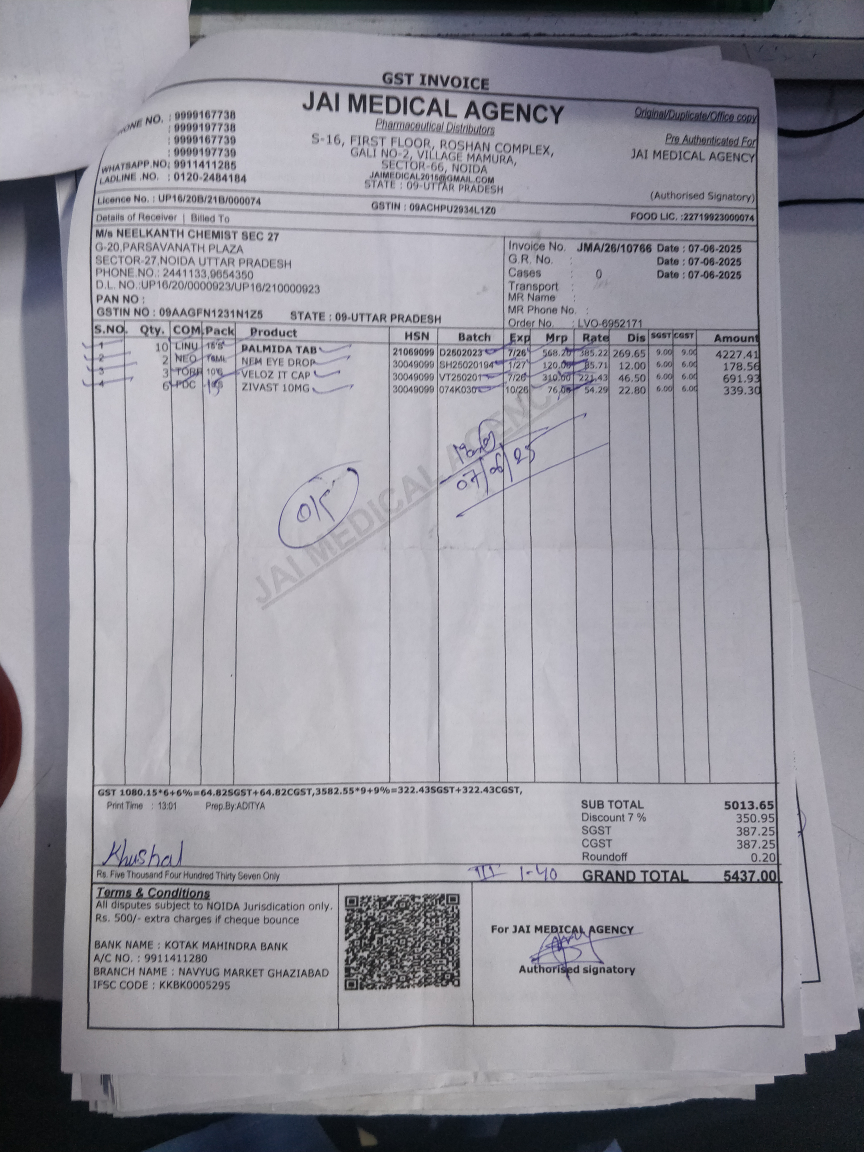 GST INVOICE
JAI MEDICAL AGENCY
Pharmaceutical Distributors
S-16, FIRST FLOOR, ROSHAN COMPLEX,
GALI NO-2, VILLAGE MAMURA,
SECTOR-66, NOIDA
JAIMEDICAL2015@GMAIL.COM
STATE : 09-UTTAR PRADESH
GSTIN : 09ACHPU2934L1Z0
PHONE NO. : 9999167738
: 9999197738
: 9999167739
: 9999197739
WHATSAPP.NO: 9911411285
LADLINE .NO. : 0120-2484184
Licence No. : UP16/20B/21B/000074
Original/Duplicate/Office copy
Pre Authenticated For
JAI MEDICAL AGENCY
(Authorised Signatory)
FOOD LIC. :22719923000074
Details of Receiver | Billed To
M/s NEELKANTH CHEMIST SEC 27
G-20,PARSAVANATH PLAZA
SECTOR-27,NOIDA UTTAR PRADESH
PHONE.NO.: 2441133,9654350
D.L. NO.:UP16/20/0000923/UP16/210000923
PAN NO :
GSTIN NO : 09AAGFN1231N1Z5 STATE : 09-UTTAR PRADESH
Invoice No. JMA/26/10766 Date : 07-06-2025
G.R. No. : Date : 07-06-2025
Cases : 0 Date : 07-06-2025
Transport :
MR Name :
MR Phone No. :
Order No. : LVO-6952171
S.NO. Qty. COM. Pack Product HSN Batch Exp Mrp Rate Dis SGST CGST Amount
1 10 LINU 15'S PALMIDA TAB 21069099 D2502023 7/26 568.20 385.22 269.65 9.00 9.00 4227.41
2 2 NEO NEM EYE DROP 30049099 SH25020194 1/27 120.00 85.71 12.00 6.00 6.00 178.56
3 3 TORR 10'S VELOZ IT CAP 30049099 VT25020 7/26 310.00 221.43 46.50 6.00 6.00 691.93
4 6 PDC 15 ZIVAST 10MG 30049099 074K030 10/26 76.00 54.29 22.80 6.00 6.00 339.30
07/06/25
O/S
JAI MEDICAL AGENCY
GST 1080.15*6+6%=64.82SGST+64.82CGST,3582.55*9+9%=322.43SGST+322.43CGST,
Print Time : 13:01 Prep.By:ADITYA
SUB TOTAL 5013.65
Discount 7 % 350.95
SGST 387.25
CGST 387.25
Roundoff 0.20
Khushal
Rs. Five Thousand Four Hundred Thirty Seven Only
III 1-40
GRAND TOTAL 5437.00
Terms & Conditions
All disputes subject to NOIDA Jurisdication only.
Rs. 500/- extra charges if cheque bounce
BANK NAME : KOTAK MAHINDRA BANK
A/C NO. : 9911411280
BRANCH NAME : NAVYUG MARKET GHAZIABAD
IFSC CODE : KKBK0005295
For JAI MEDICAL AGENCY
Authorised signatory